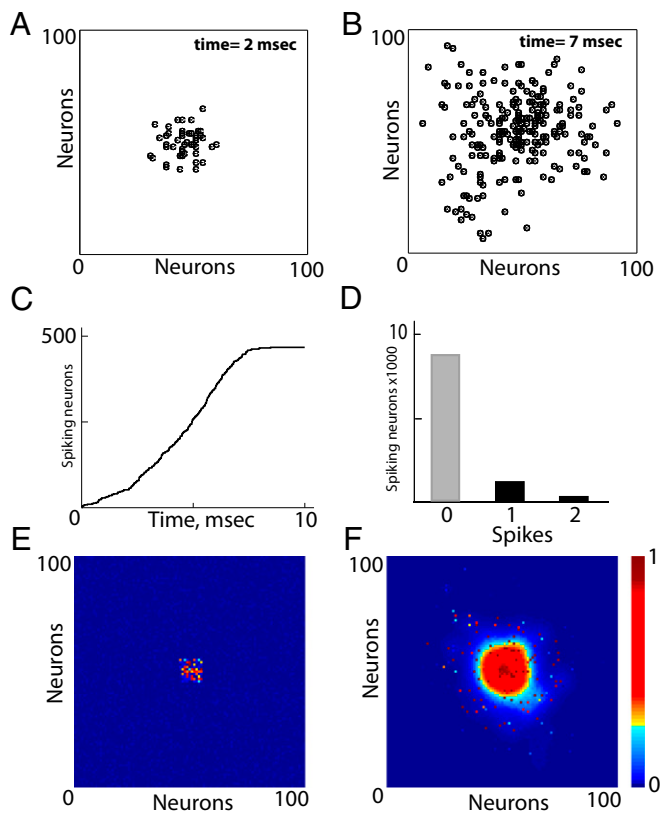 A
100
time= 2 msec
Neurons
0
Neurons
100
B
100
time= 7 msec
Neurons
0
Neurons
100
C
500
Spiking neurons
0
Time, msec
10
D
10
Spiking neurons x1000
0
1
2
Spikes
E
100
Neurons
0
Neurons
100
F
100
Neurons
0
Neurons
100
1
0